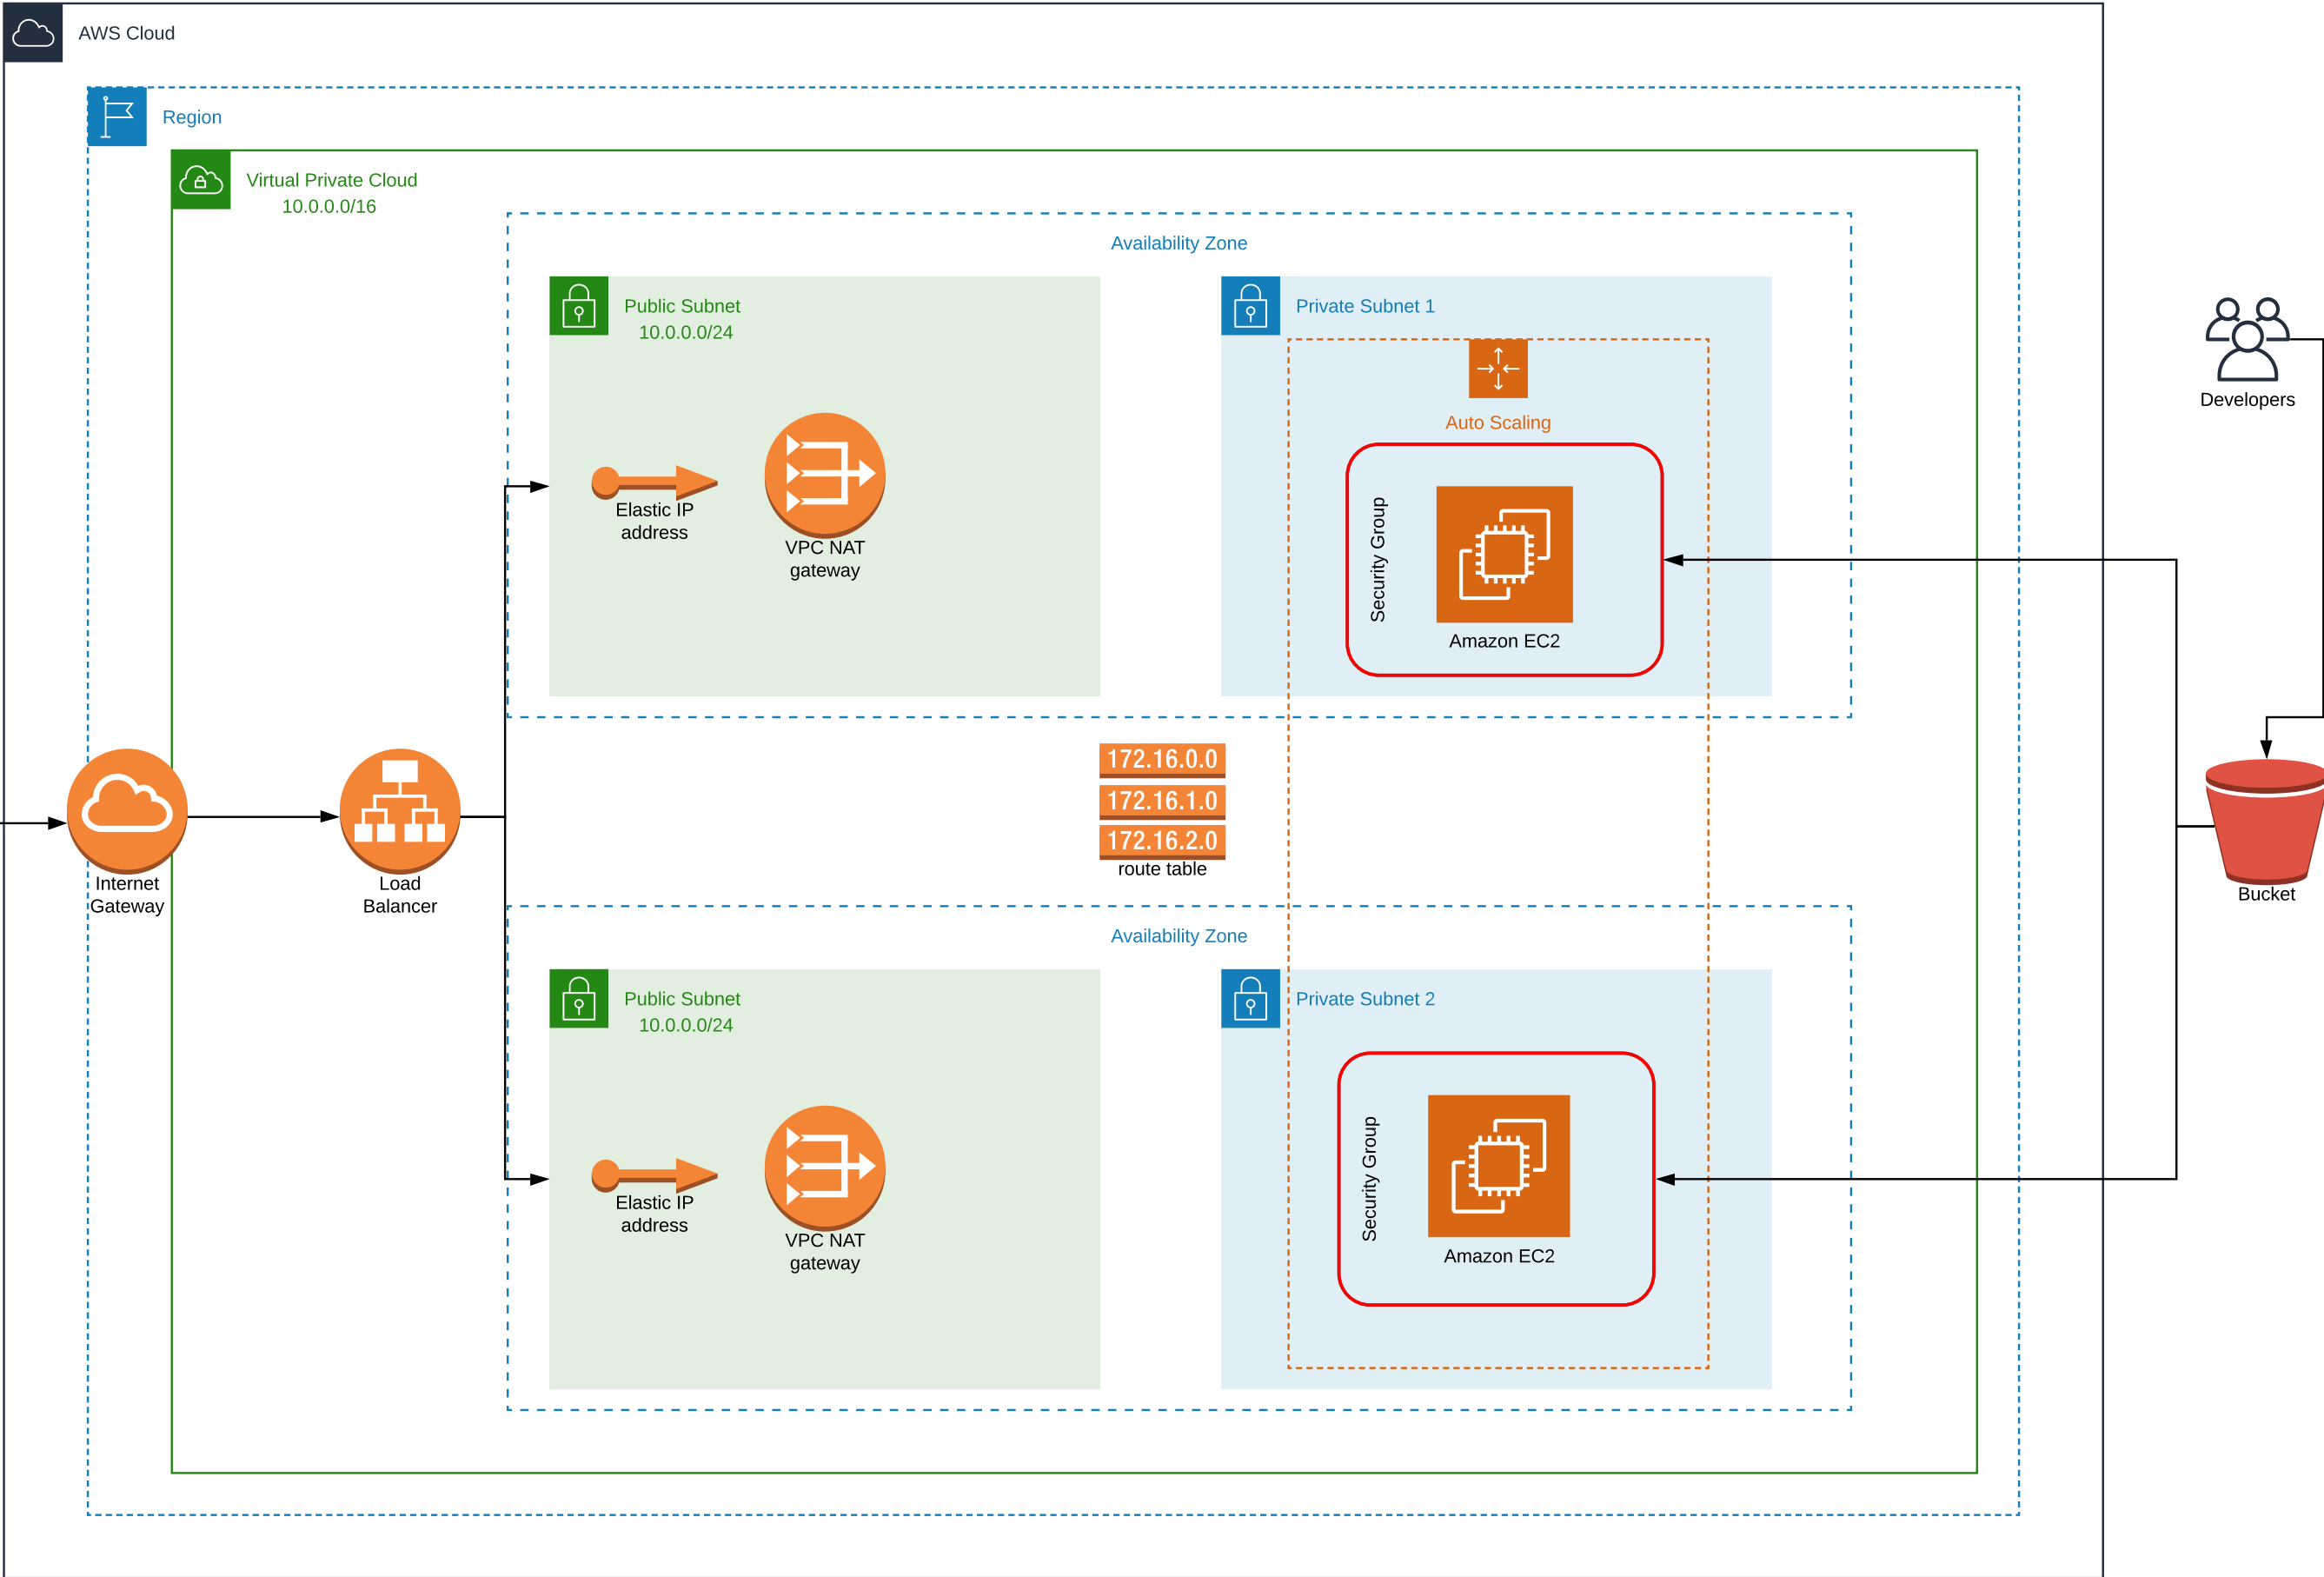 AWS Cloud
Region
Virtual Private Cloud
10.0.0.0/16
Availability Zone
Public Subnet
10.0.0.0/24
Elastic IP
address
VPC NAT
gateway
Private Subnet 1
Auto Scaling
Security Group
Amazon EC2
Developers
Internet
Gateway
Load
Balancer
172.16.0.0
172.16.1.0
172.16.2.0
route table
Bucket
Availability Zone
Public Subnet
10.0.0.0/24
Elastic IP
address
VPC NAT
gateway
Private Subnet 2
Security Group
Amazon EC2